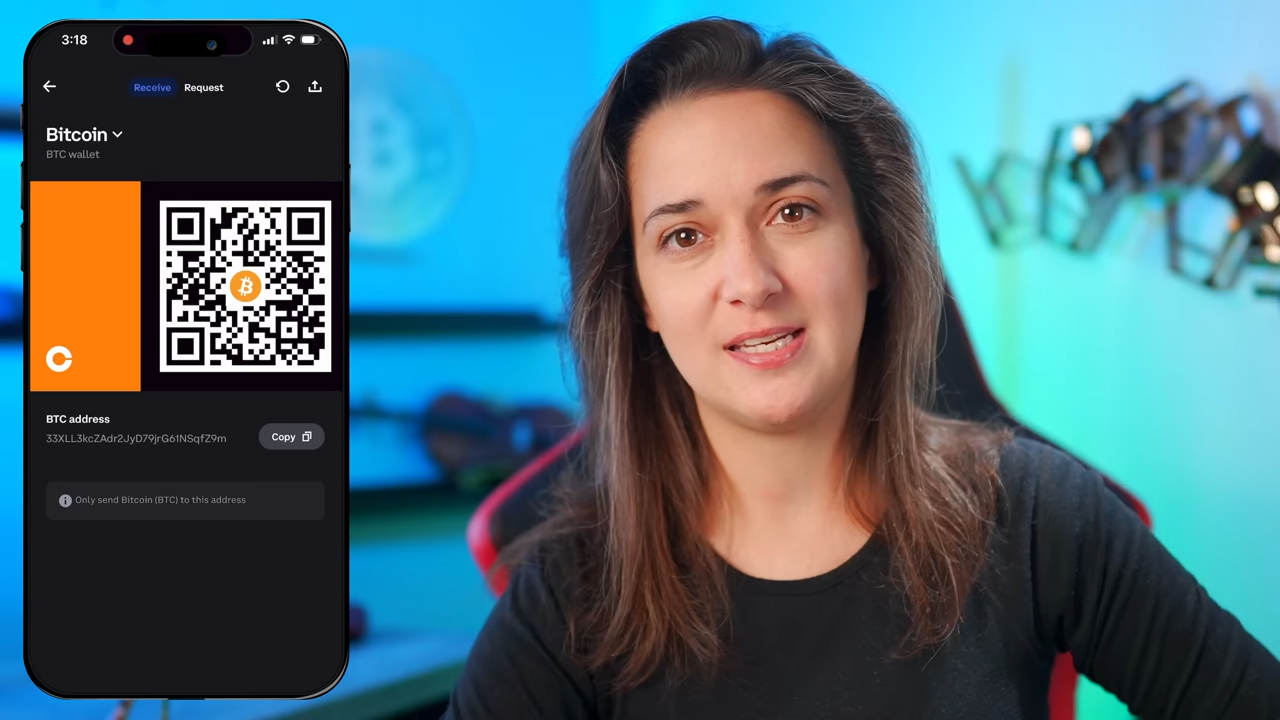 3:18
Receive Request
Bitcoin
BTC wallet
BTC address
33XLL3kcZAdr2JyD79jrG61NSqfZ9m
Copy
Only send Bitcoin (BTC) to this address